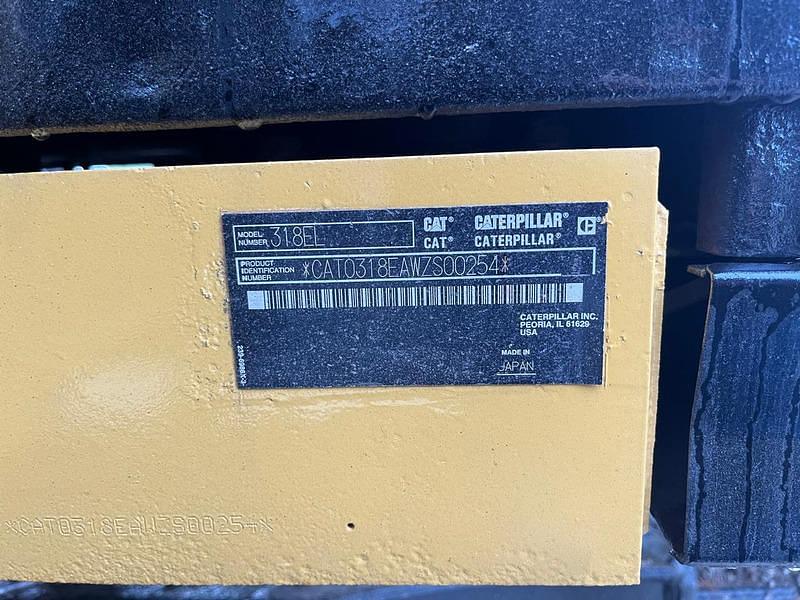 MODEL NUMBER 318EL
CAT® CATERPILLAR® C®
CAT® CATERPILLAR®
PRODUCT IDENTIFICATION NUMBER *CAT0318EAWZS00254*
CATERPILLAR INC.
PEORIA, IL 61629
USA
MADE IN
JAPAN
*CAT0318EAWZS00254*